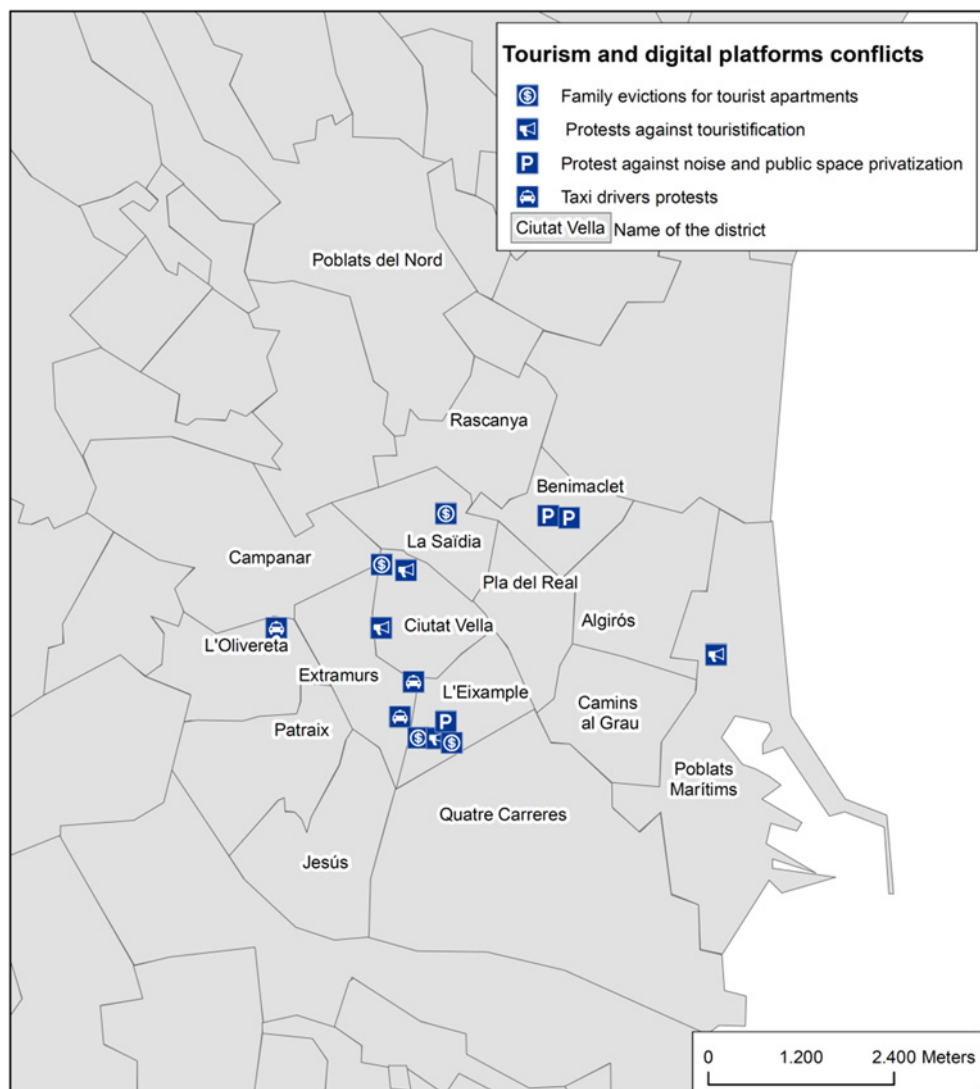 Tourism and digital platforms conflicts
Family evictions for tourist apartments
Protests against touristification
P Protest against noise and public space privatization
Taxi drivers protests
Ciutat Vella Name of the district
Poblats del Nord
Rascanya
Benimaclet
P P
La Saïdia
Campanar
Pla del Real
Algirós
Ciutat Vella
L'Olivereta
Extramurs
L'Eixample
Camins
al Grau
P
Patraix
Poblats
Marítims
Quatre Carreres
Jesús
0 1.200 2.400 Meters